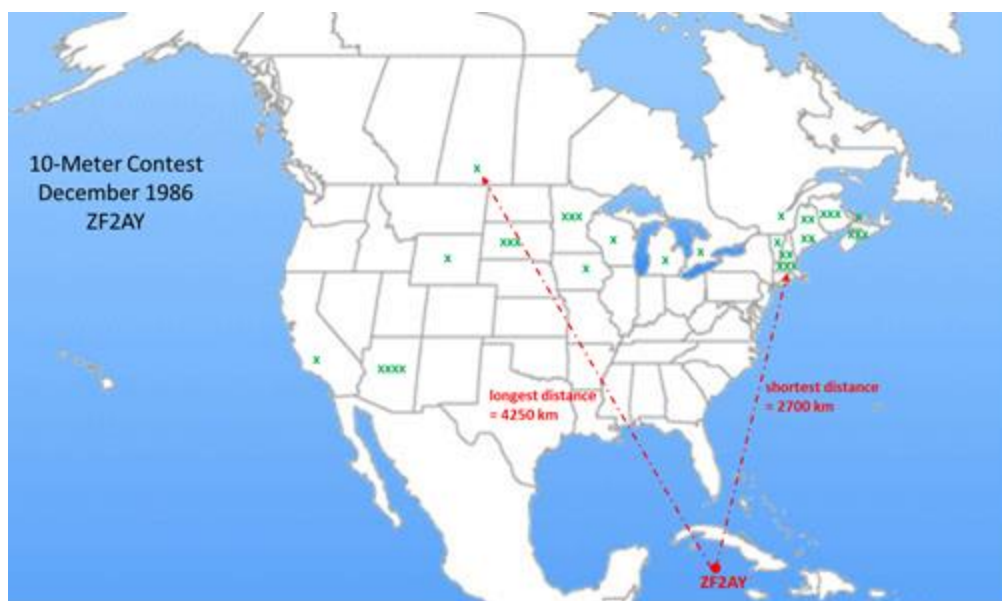 10-Meter Contest
December 1986
ZF2AY
X
XXX
XXX
X
X
X
X
X
X
XXXX
X
X
XX
XXX
X
XXX
XX
XX
XXX
longest distance
= 4250 km
shortest distance
= 2700 km
ZF2AY